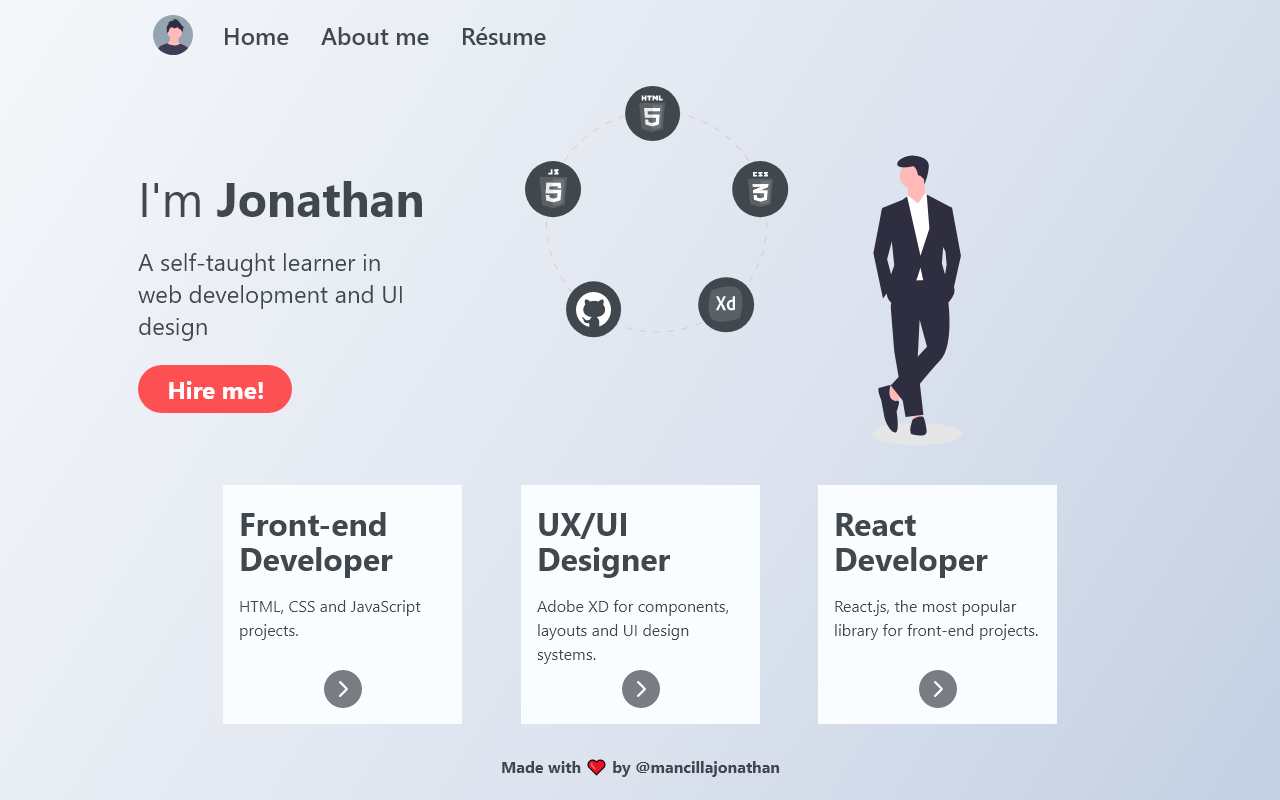 Home About me Résume
HTML
5
JS
5
CSS
3
Xd
I'm Jonathan
A self-taught learner in
web development and UI
design
Hire me!
Front-end
Developer
HTML, CSS and JavaScript
projects.
UX/UI
Designer
Adobe XD for components,
layouts and UI design
systems.
React
Developer
React.js, the most popular
library for front-end projects.
Made with ❤ by @mancillajonathan